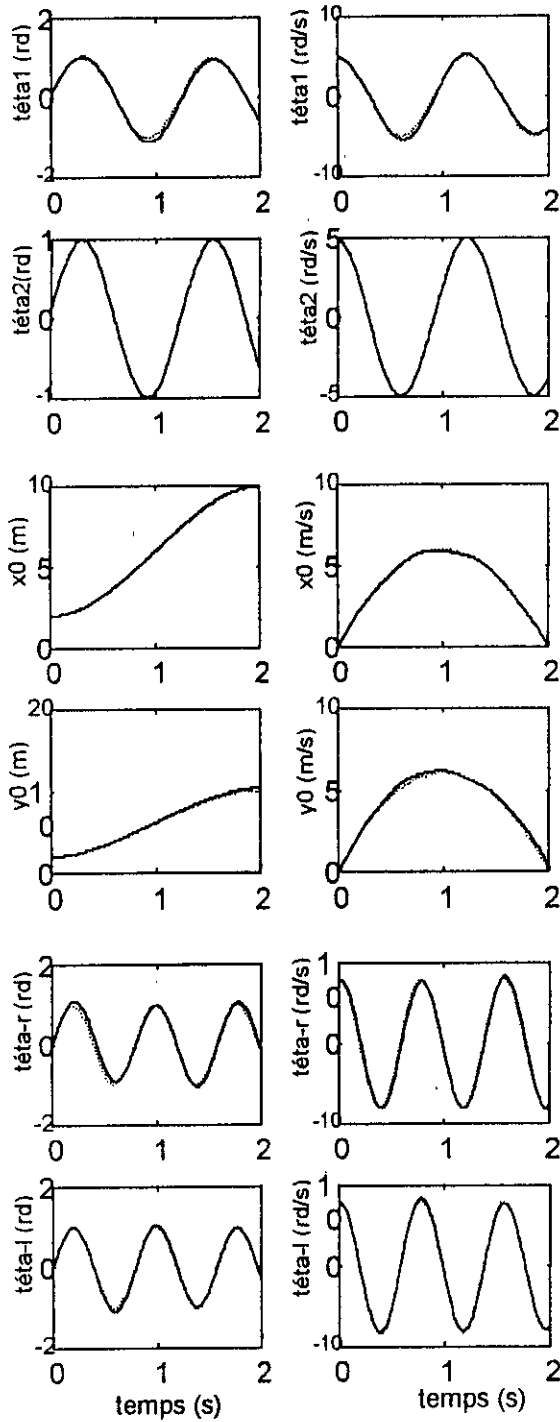 2 téta1 (rd) 0 -2 0 1 2
10 téta1 (rd/s) 0 -10 0 1 2
1 téta2(rd) 0 -1 0 1 2
5 téta2 (rd/s) 0 -5 0 1 2
10 x0 (m) 5 0 0 1 2
10 x0 (m/s) 5 0 0 1 2
20 y0 (m) 10 0 0 1 2
10 y0 (m/s) 5 0 0 1 2
2 téta-r (rd) 0 -2 0 1 2
10 téta-r (rd/s) 0 -10 0 1 2
2 téta-l (rd) 0 -2 0 1 2
temps (s)
10 téta-l (rd/s) 0 -10 0 1 2
temps (s)